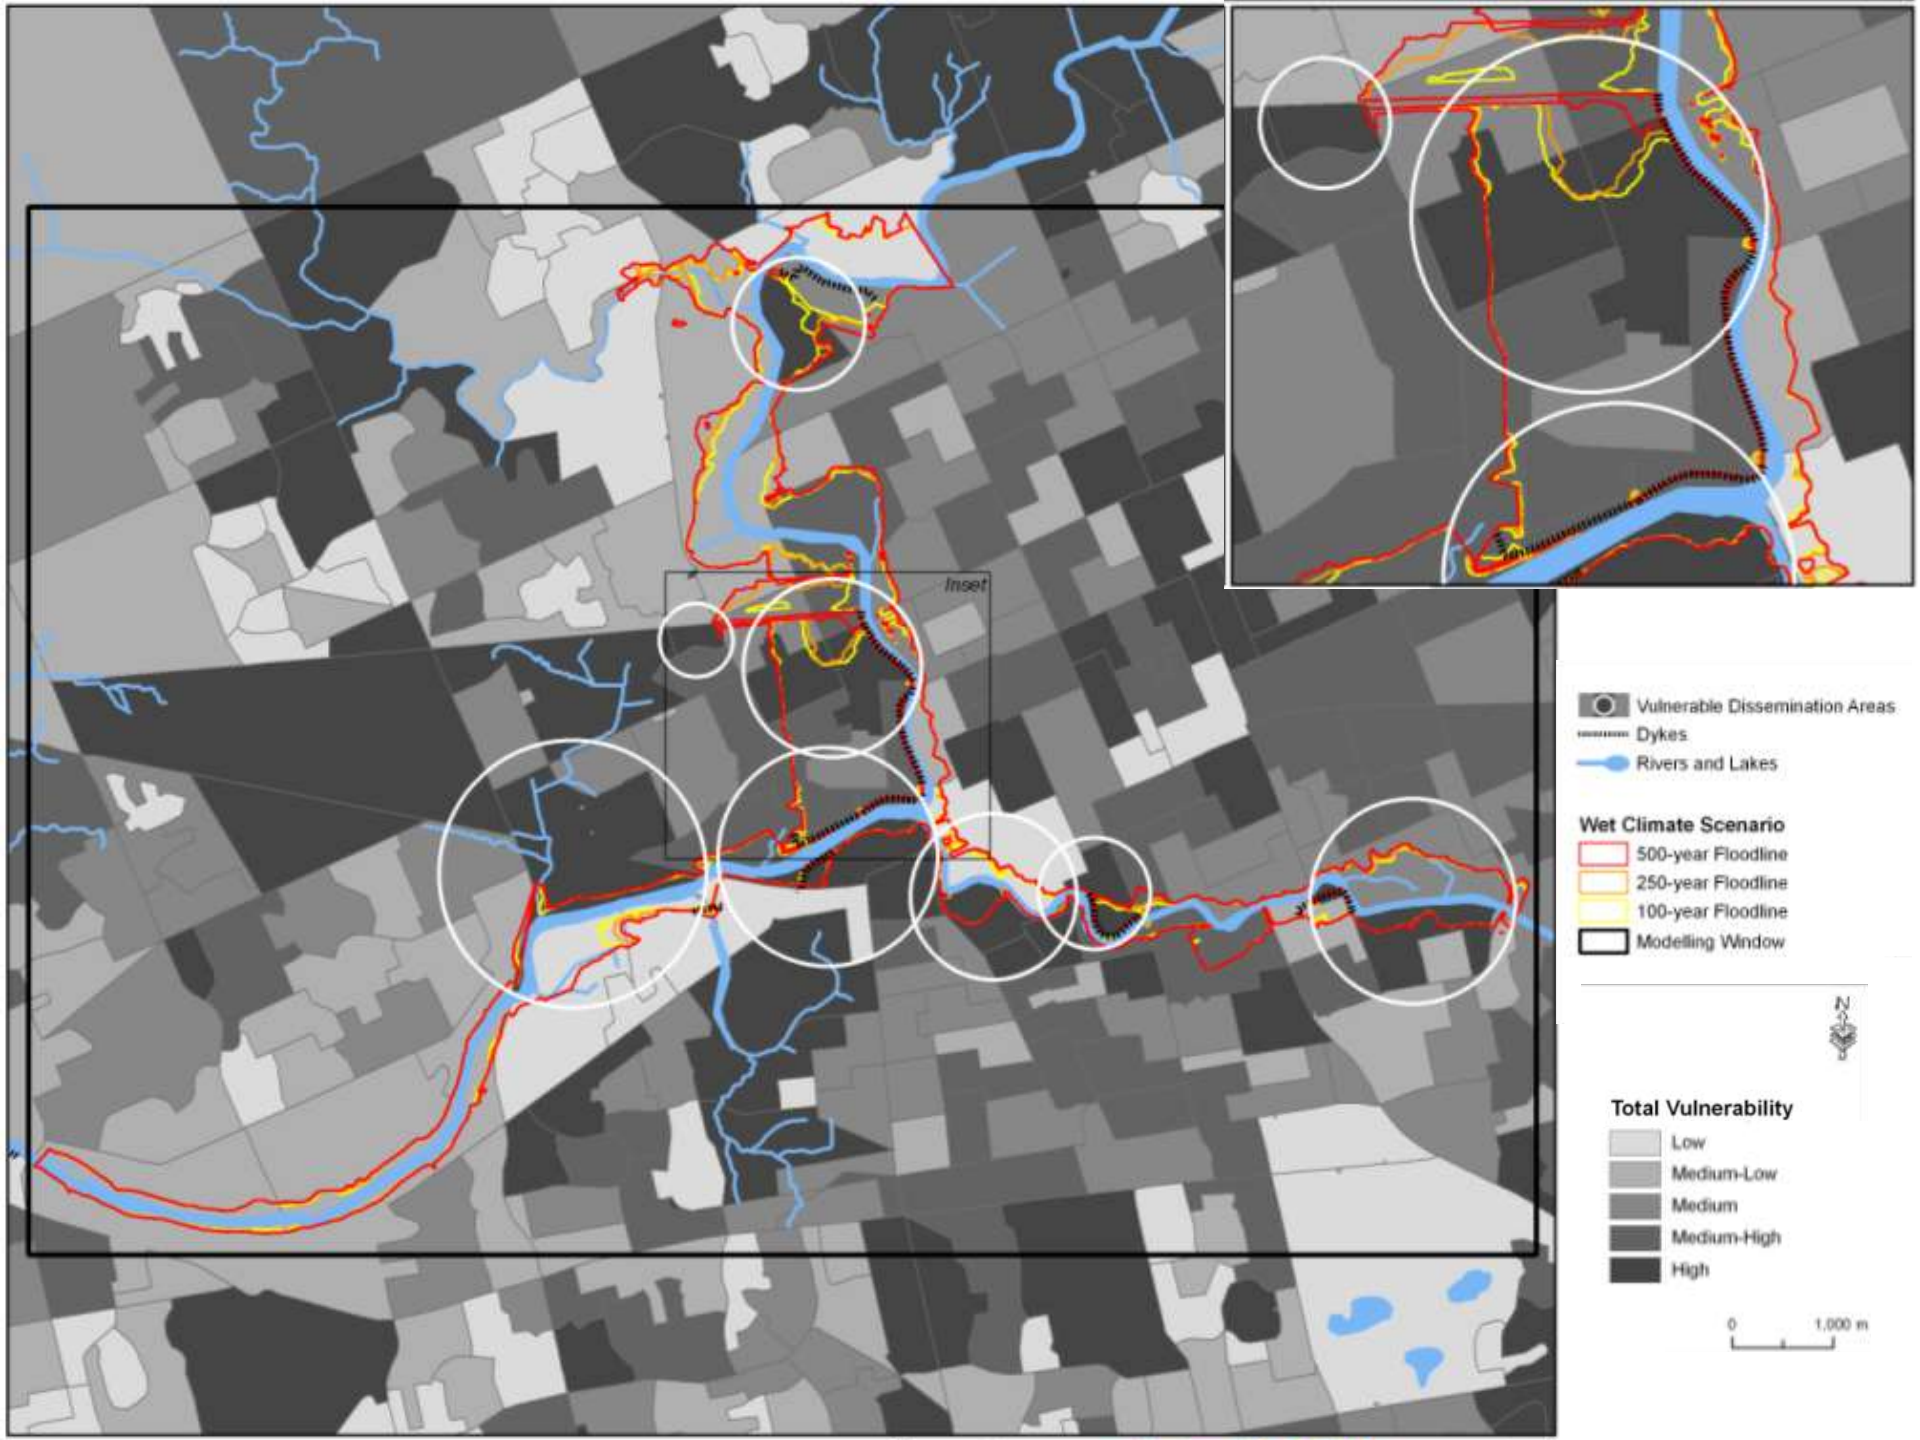 Inset
Vulnerable Dissemination Areas
Dykes
Rivers and Lakes
Wet Climate Scenario
500-year Floodline
250-year Floodline
100-year Floodline
Modelling Window
N
Total Vulnerability
Low
Medium-Low
Medium
Medium-High
High
0 1,000 m